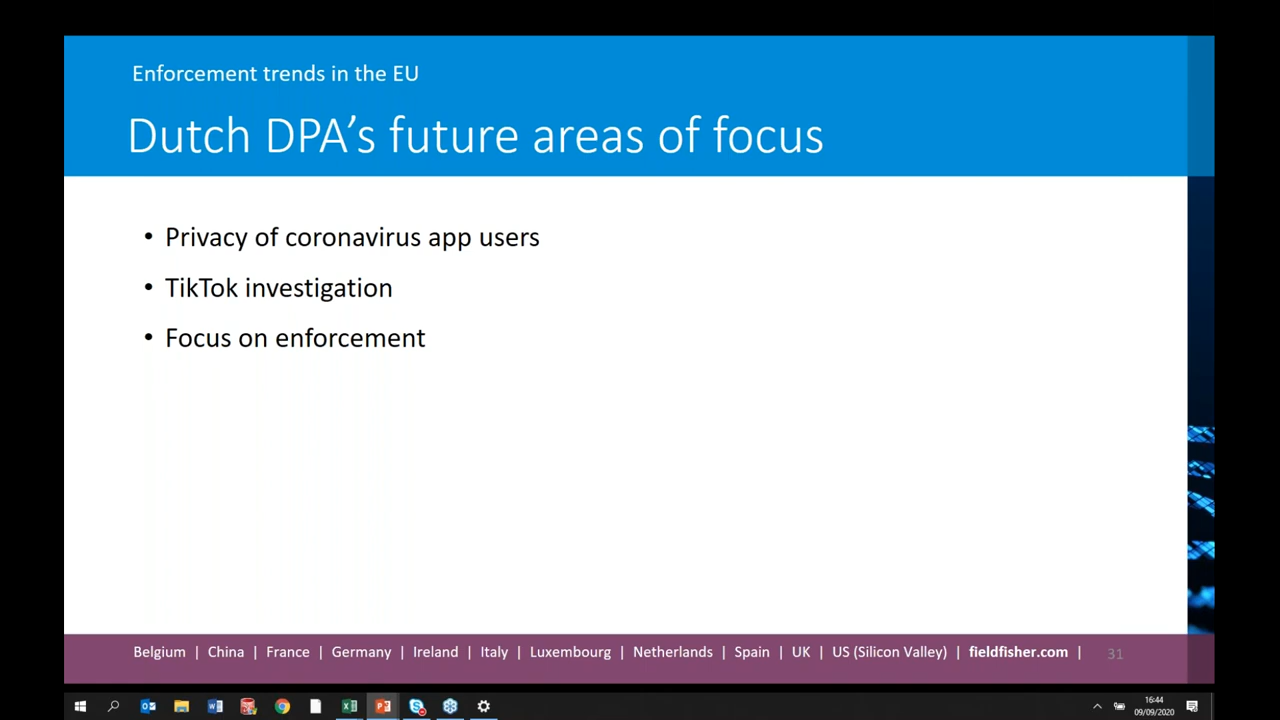 Enforcement trends in the EU
Dutch DPA’s future areas of focus
• Privacy of coronavirus app users
• TikTok investigation
• Focus on enforcement
Belgium | China | France | Germany | Ireland | Italy | Luxembourg | Netherlands | Spain | UK | US (Silicon Valley) | fieldfisher.com |
31
16:44
09/09/2020